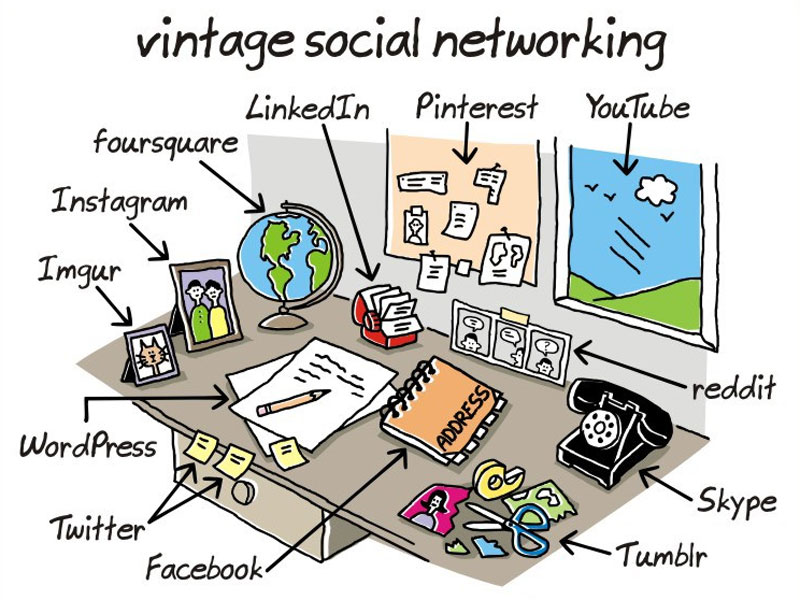 vintage social networking
LinkedIn
Pinterest
YouTube
foursquare
Instagram
Imgur
reddit
ADDRESS
WordPress
Skype
Twitter
Tumblr
Facebook